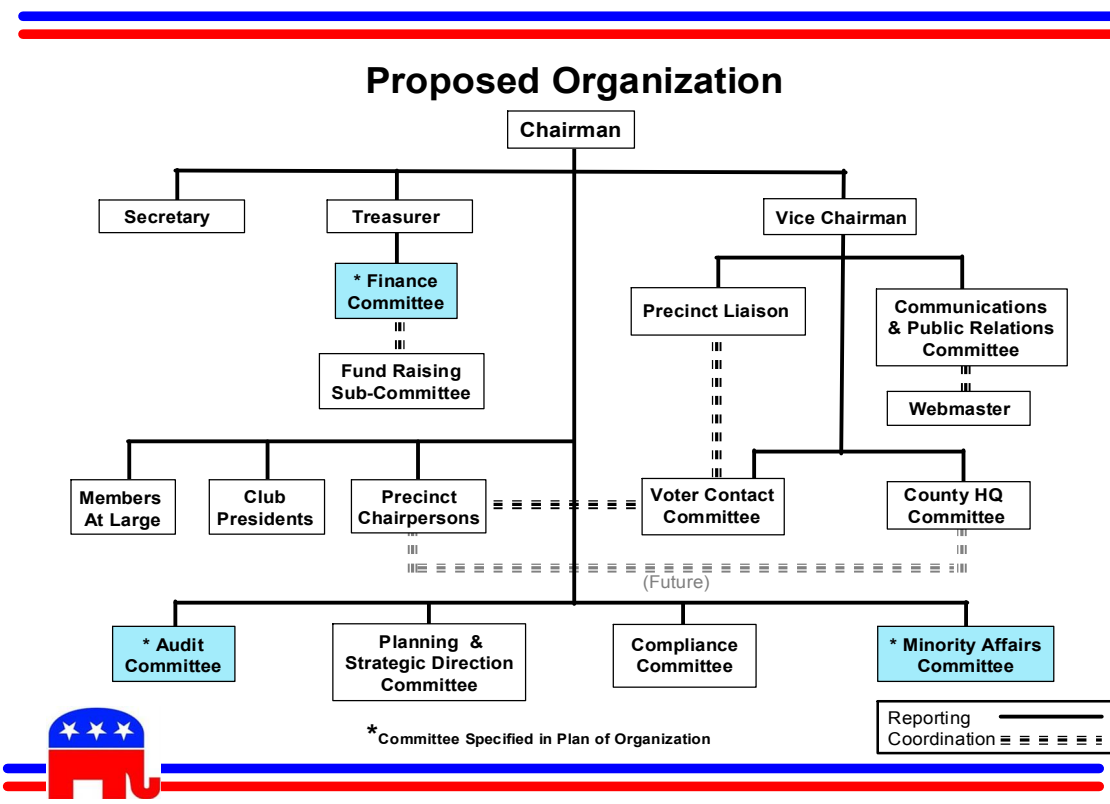 Proposed Organization
Chairman
Secretary
Treasurer
Vice Chairman
* Finance
Committee
Precinct Liaison
Communications
& Public Relations
Committee
Fund Raising
Sub-Committee
Webmaster
Members
At Large
Club
Presidents
Precinct
Chairpersons
Voter Contact
Committee
County HQ
Committee
(Future)
* Audit
Committee
Planning &
Strategic Direction
Committee
Compliance
Committee
* Minority Affairs
Committee
*Committee Specified in Plan of Organization
Reporting
Coordination